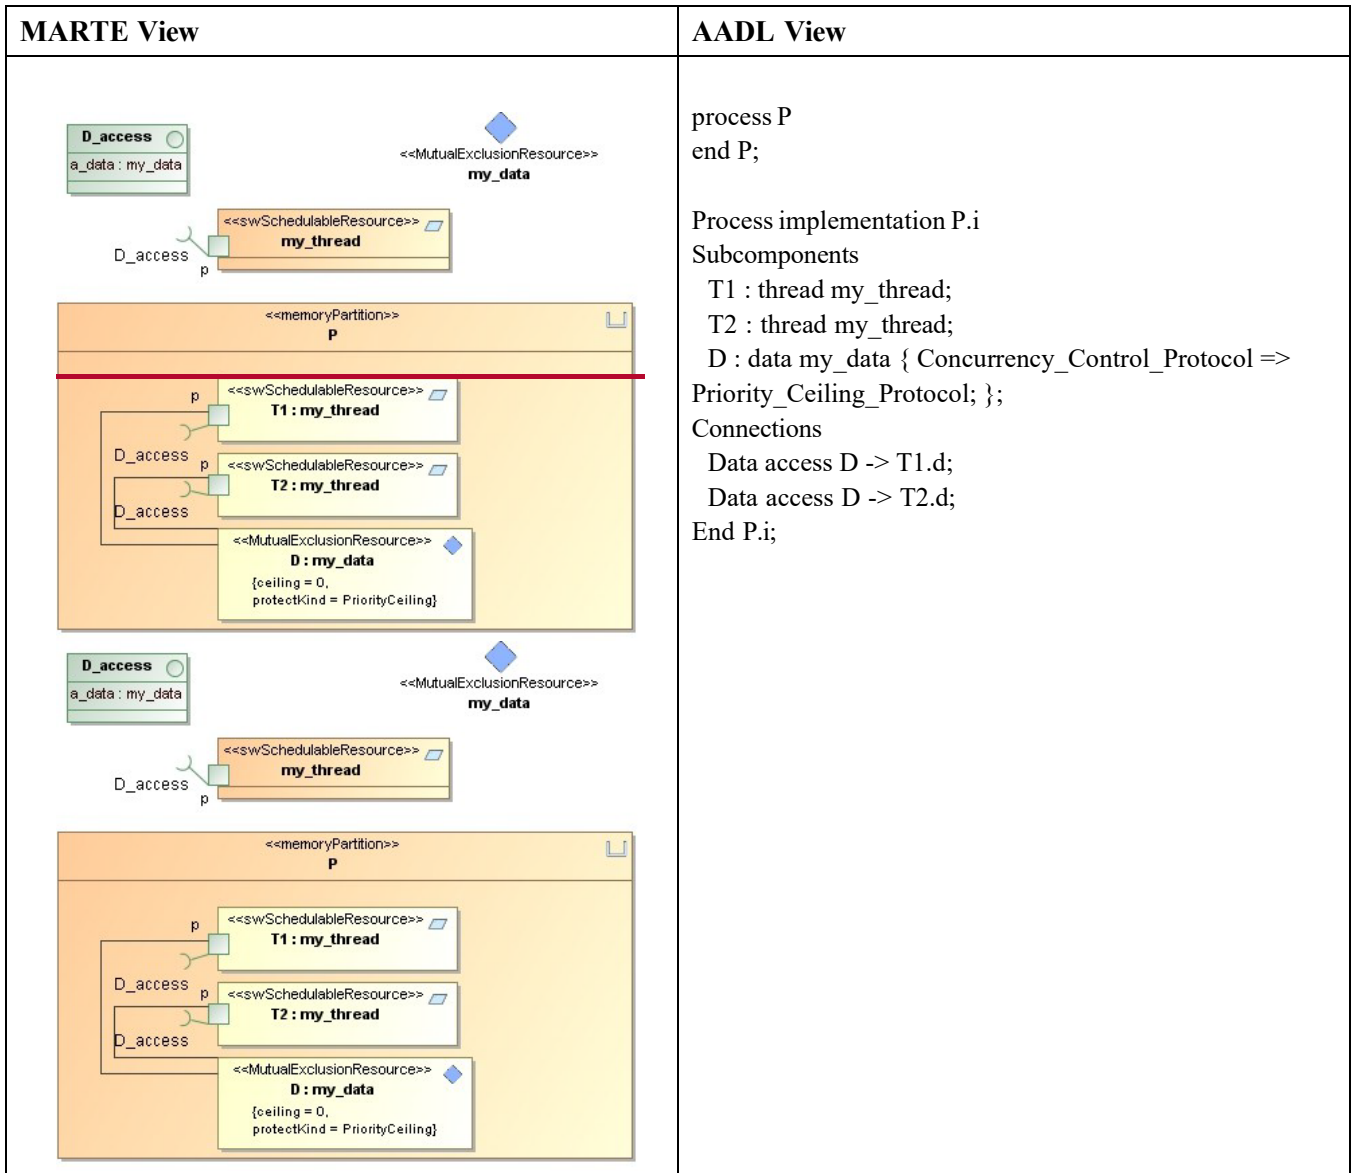 MARTE View
AADL View
D_access
a_data : my_data
<<MutualExclusionResource>>
my_data
<<swSchedulableResource>>
my_thread
D_access
p
<<memoryPartition>>
P
p
<<swSchedulableResource>>
T1 : my_thread
D_access
p
<<swSchedulableResource>>
T2 : my_thread
D_access
<<MutualExclusionResource>>
D : my_data
{ceiling = 0,
protectKind = PriorityCeiling}
D_access
a_data : my_data
<<MutualExclusionResource>>
my_data
<<swSchedulableResource>>
my_thread
D_access
p
<<memoryPartition>>
P
p
<<swSchedulableResource>>
T1 : my_thread
D_access
p
<<swSchedulableResource>>
T2 : my_thread
D_access
<<MutualExclusionResource>>
D : my_data
{ceiling = 0,
protectKind = PriorityCeiling}
process P
end P;
Process implementation P.i
Subcomponents
T1 : thread my_thread;
T2 : thread my_thread;
D : data my_data { Concurrency_Control_Protocol =>
Priority_Ceiling_Protocol; };
Connections
Data access D -> T1.d;
Data access D -> T2.d;
End P.i;